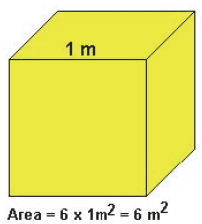 1 m
Area = 6 x 1m² = 6 m²